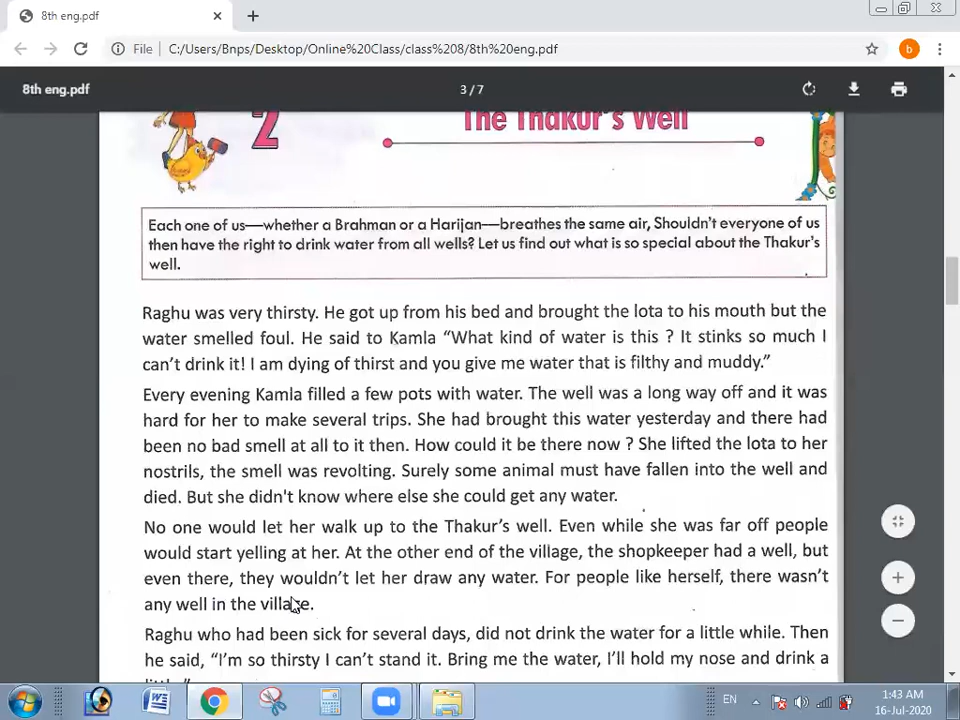 8th eng.pdf
File
C:/Users/Bnps/Desktop/Online%20Class/class%208/8th%20eng.pdf
b
8th eng.pdf
3 / 7
2
The Thakur's Well
Each one of us—whether a Brahman or a Harijan—breathes the same air, Shouldn't everyone of us
then have the right to drink water from all wells? Let us find out what is so special about the Thakur's
well.
Raghu was very thirsty. He got up from his bed and brought the lota to his mouth but the
water smelled foul. He said to Kamla “What kind of water is this ? It stinks so much I
can't drink it! I am dying of thirst and you give me water that is filthy and muddy.”
Every evening Kamla filled a few pots with water. The well was a long way off and it was
hard for her to make several trips. She had brought this water yesterday and there had
been no bad smell at all to it then. How could it be there now ? She lifted the lota to her
nostrils, the smell was revolting. Surely some animal must have fallen into the well and
died. But she didn't know where else she could get any water.
No one would let her walk up to the Thakur's well. Even while she was far off people
would start yelling at her. At the other end of the village, the shopkeeper had a well, but
even there, they wouldn't let her draw any water. For people like herself, there wasn't
any well in the village.
Raghu who had been sick for several days, did not drink the water for a little while. Then
he said, “I'm so thirsty I can't stand it. Bring me the water, I'll hold my nose and drink a
EN
1:43 AM
16-Jul-2020